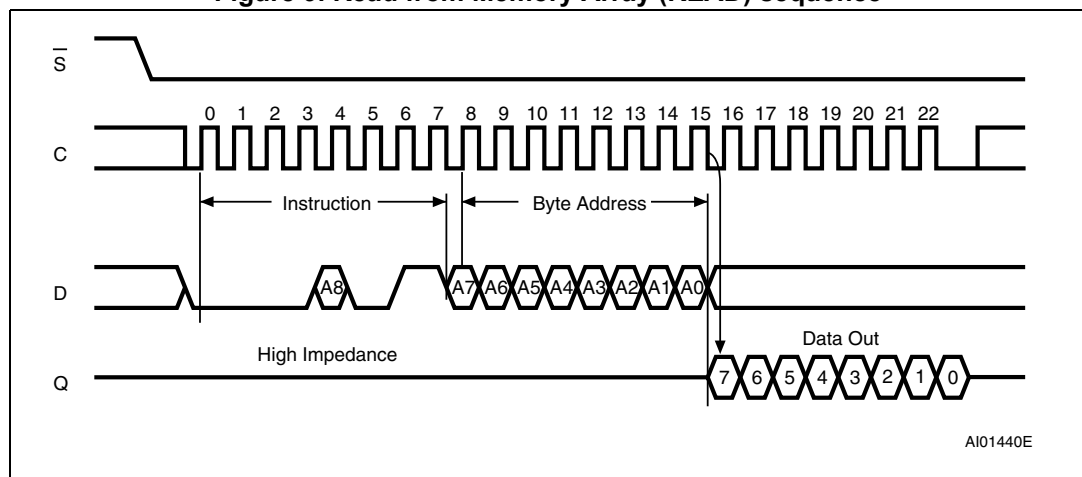 Figure 9. Read from Memory Array (READ) sequence
S
0 1 2 3 4 5 6 7 8 9 10 11 12 13 14 15 16 17 18 19 20 21 22
C
Instruction
Byte Address
D
A8
A7 A6 A5 A4 A3 A2 A1 A0
High Impedance
Data Out
Q
7 6 5 4 3 2 1 0
AI01440E